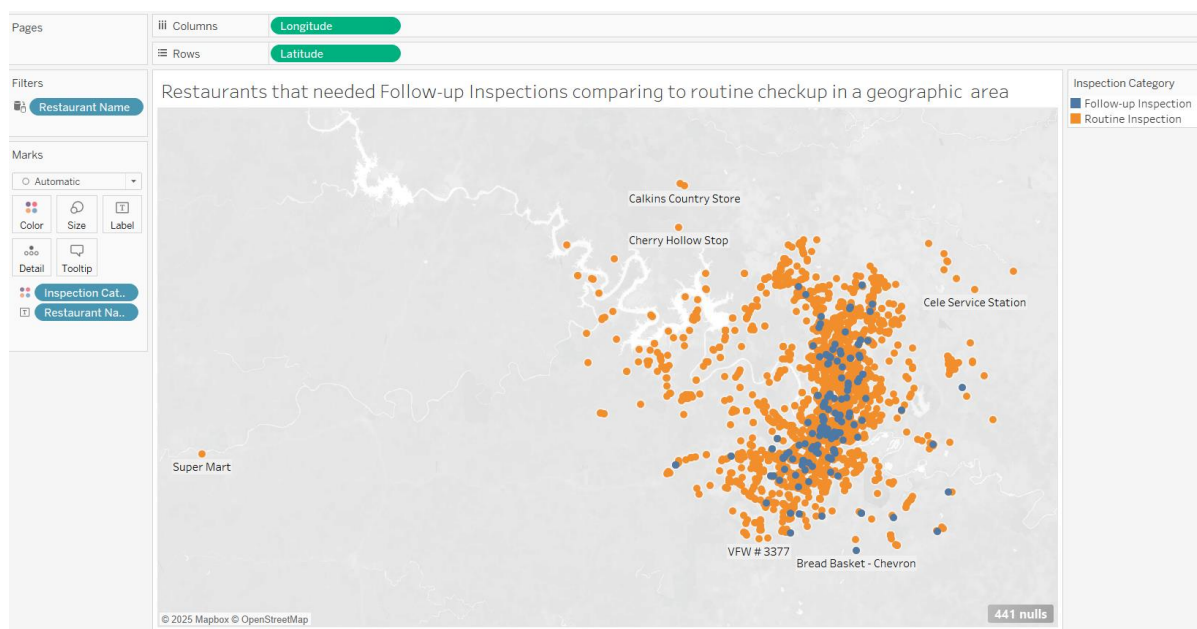 Pages
Columns
Longitude
Rows
Latitude
Filters
Restaurant Name
Marks
Automatic
Color
Size
Label
Detail
Tooltip
Inspection Cat..
Restaurant Na..
Restaurants that needed Follow-up Inspections comparing to routine checkup in a geographic area
Calkins Country Store
Cherry Hollow Stop
Cele Service Station
Super Mart
VFW # 3377
Bread Basket - Chevron
© 2025 Mapbox © OpenStreetMap
441 nulls
Inspection Category
Follow-up Inspection
Routine Inspection